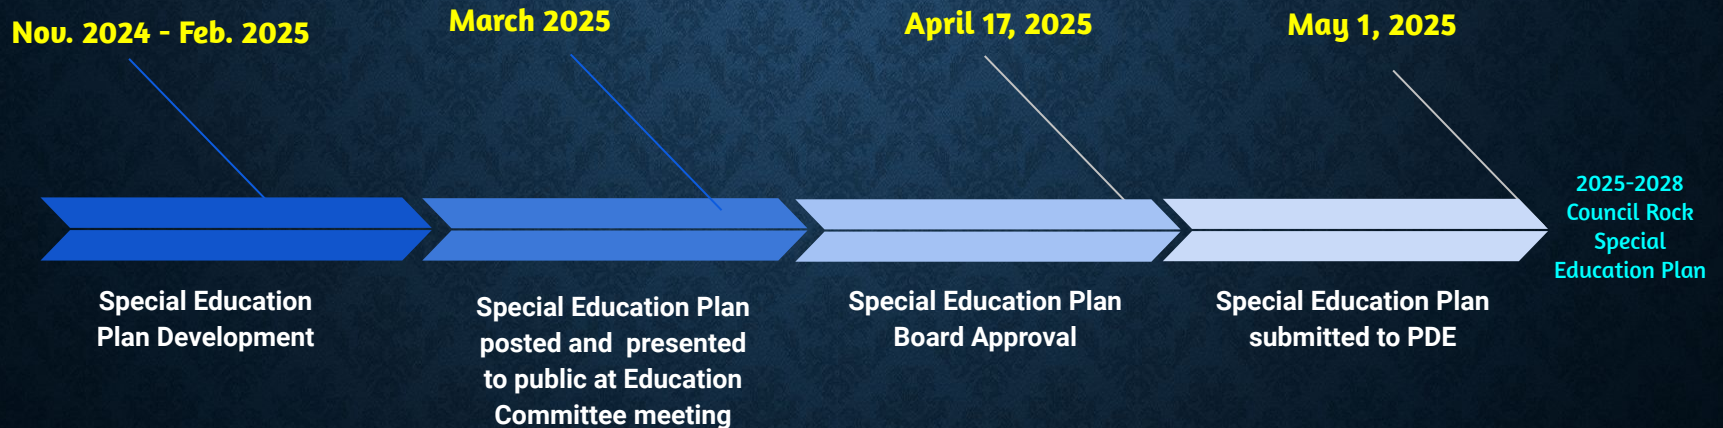 Nov. 2024 - Feb. 2025
March 2025
April 17, 2025
May 1, 2025
Special Education
Plan Development
Special Education Plan
posted and  presented
to public at Education
Committee meeting
Special Education Plan
Board Approval
Special Education Plan
submitted to PDE
2025-2028
Council Rock
Special
Education Plan